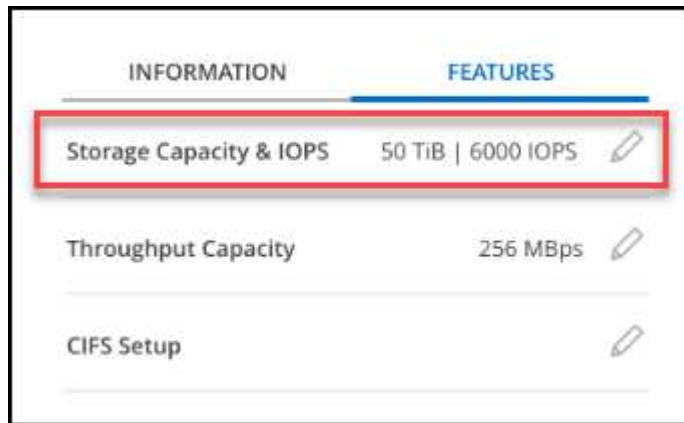 INFORMATION FEATURES
Storage Capacity & IOPS 50 TiB | 6000 IOPS
Throughput Capacity 256 MBps
CIFS Setup